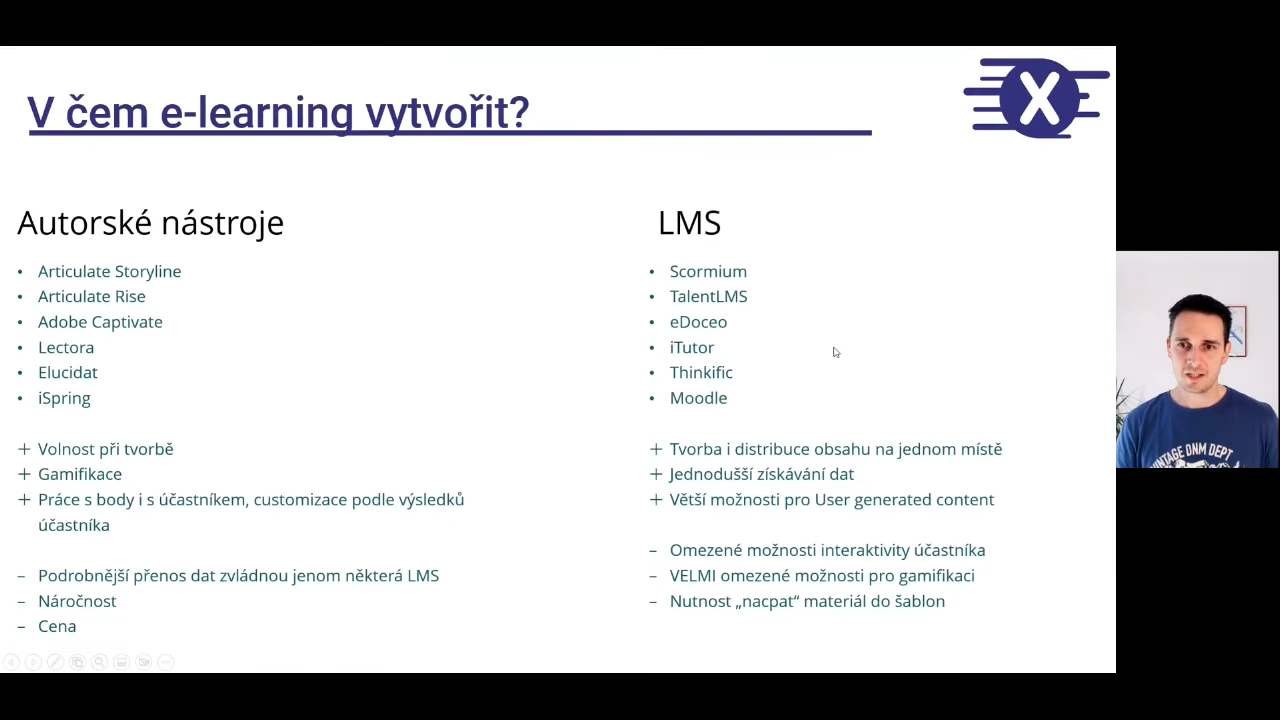 V čem e-learning vytvořit?
X
Autorské nástroje
• Articulate Storyline
• Articulate Rise
• Adobe Captivate
• Lectora
• Elucidat
• iSpring
+ Volnost při tvorbě
+ Gamifikace
+ Práce s body i s účastníkem, customizace podle výsledků
účastníka
– Podrobnější přenos dat zvládnou jenom některá LMS
– Náročnost
– Cena
LMS
• Scormium
• TalentLMS
• eDoceo
• iTutor
• Thinkific
• Moodle
+ Tvorba i distribuce obsahu na jednom místě
+ Jednodušší získávání dat
+ Větší možnosti pro User generated content
– Omezené možnosti interaktivity účastníka
– VELMI omezené možnosti pro gamifikaci
– Nutnost „nacpat“ materiál do šablon
DNM DEPT